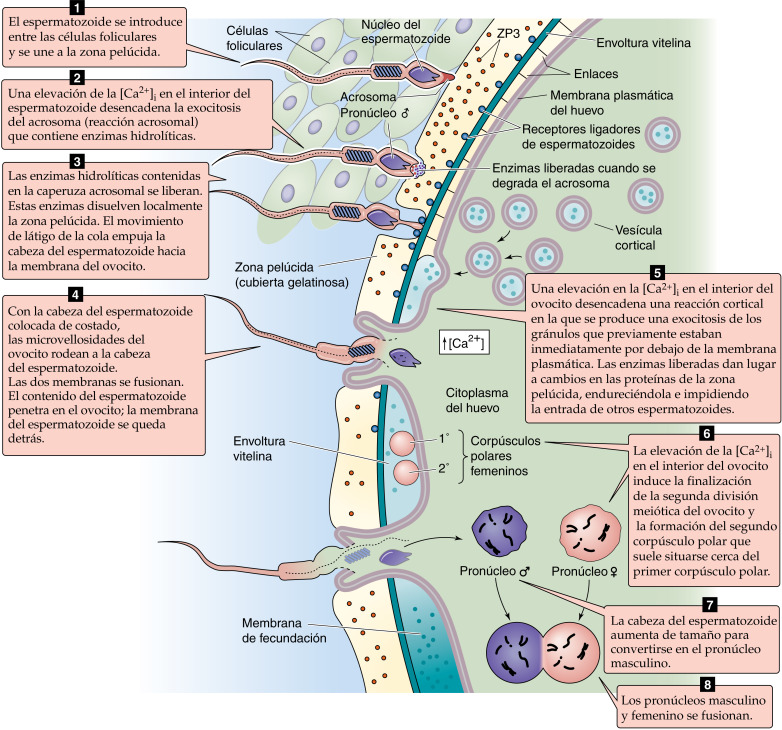 1
El espermatozoide se introduce
entre las células foliculares
y se une a la zona pelúcida.
Células
foliculares
Núcleo del
espermatozoide
ZP3
Envoltura vitelina
Enlaces
Membrana plasmática
del huevo
Receptores ligadores
de espermatozoides
2
Una elevación de la [Ca²⁺]ᵢ en el interior del
espermatozoide desencadena la exocitosis
del acrosoma (reacción acrosomal)
que contiene enzimas hidrolíticas.
Acrosoma
Pronúcleo ♂
Enzimas liberadas cuando se
degrada el acrosoma
3
Las enzimas hidrolíticas contenidas
en la caperuza acrosomal se liberan.
Estas enzimas disuelven localmente
la zona pelúcida. El movimiento
de látigo de la cola empuja la
cabeza del espermatozoide hacia
la membrana del ovocito.
Vesícula
cortical
Zona pelúcida
(cubierta gelatinosa)
4
Con la cabeza del espermatozoide
colocada de costado,
las microvellosidades del
ovocito rodean a la cabeza
del espermatozoide.
Las dos membranas se fusionan.
El contenido del espermatozoide
penetra en el ovocito; la membrana
del espermatozoide se queda
detrás.
5
Una elevación en la [Ca²⁺]ᵢ en el interior del
ovocito desencadena una reacción cortical
en la que se produce una exocitosis de los
gránulos que previamente estaban
inmediatamente por debajo de la membrana
plasmática. Las enzimas liberadas dan lugar
a cambios en las proteínas de la zona
pelúcida, endureciéndola e impidiendo
la entrada de otros espermatozoides.
↑[Ca²⁺]
Citoplasma
del huevo
Envoltura
vitelina
1°
2°
Corpúsculos
polares
femeninos
6
La elevación de la [Ca²⁺]ᵢ
en el interior del ovocito
induce la finalización
de la segunda división
meiótica del ovocito y
la formación del segundo
corpúsculo polar que
suele situarse cerca del
primer corpúsculo polar.
Pronúcleo ♂
Pronúcleo ♀
7
La cabeza del espermatozoide
aumenta de tamaño para
convertirse en el pronúcleo
masculino.
Membrana
de fecundación
8
Los pronúcleos masculino
y femenino se fusionan.